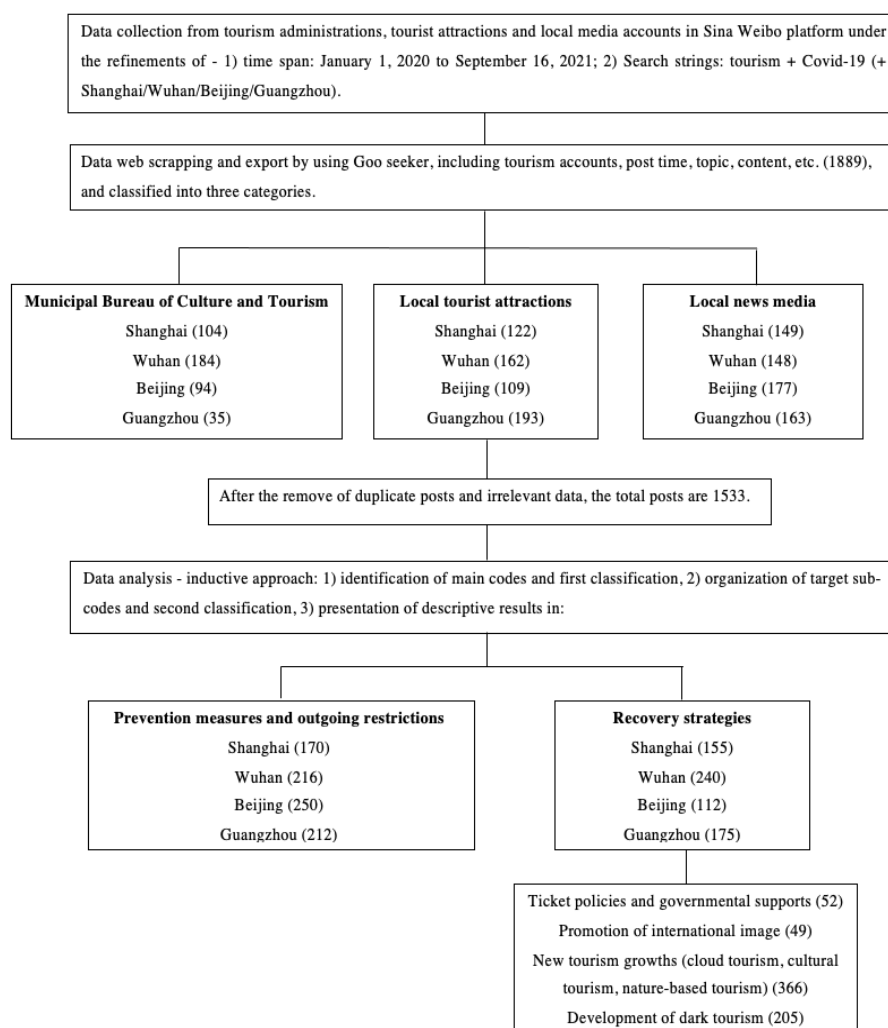 Data collection from tourism administrations, tourist attractions and local media accounts in Sina Weibo platform under
the refinements of - 1) time span: January 1, 2020 to September 16, 2021; 2) Search strings: tourism + Covid-19 (+
Shanghai/Wuhan/Beijing/Guangzhou).
Data web scrapping and export by using Goo seeker, including tourism accounts, post time, topic, content, etc. (1889),
and classified into three categories.
Municipal Bureau of Culture and Tourism
Shanghai (104)
Wuhan (184)
Beijing (94)
Guangzhou (35)
Local tourist attractions
Shanghai (122)
Wuhan (162)
Beijing (109)
Guangzhou (193)
Local news media
Shanghai (149)
Wuhan (148)
Beijing (177)
Guangzhou (163)
After the remove of duplicate posts and irrelevant data, the total posts are 1533.
Data analysis - inductive approach: 1) identification of main codes and first classification, 2) organization of target sub-
codes and second classification, 3) presentation of descriptive results in:
Prevention measures and outgoing restrictions
Shanghai (170)
Wuhan (216)
Beijing (250)
Guangzhou (212)
Recovery strategies
Shanghai (155)
Wuhan (240)
Beijing (112)
Guangzhou (175)
Ticket policies and governmental supports (52)
Promotion of international image (49)
New tourism growths (cloud tourism, cultural
tourism, nature-based tourism) (366)
Development of dark tourism (205)